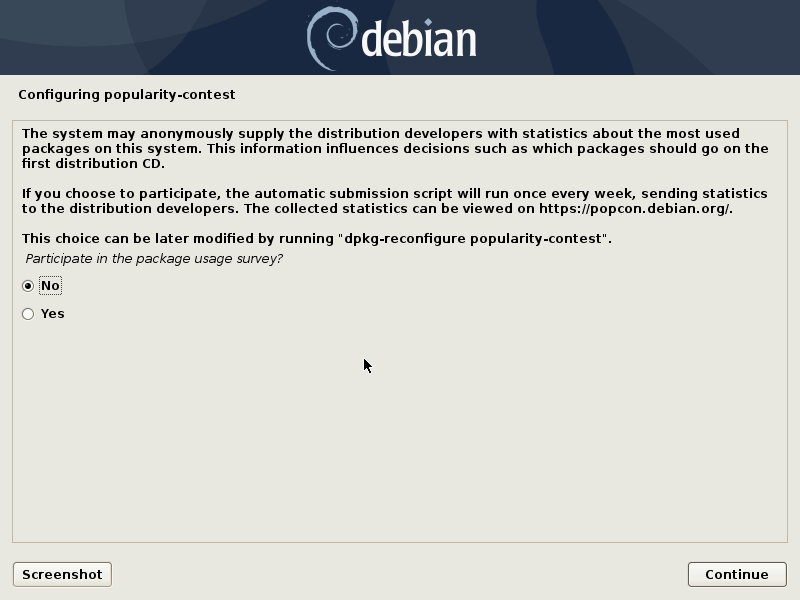 debian
Configuring popularity-contest
The system may anonymously supply the distribution developers with statistics about the most used
packages on this system. This information influences decisions such as which packages should go on the
first distribution CD.
If you choose to participate, the automatic submission script will run once every week, sending statistics
to the distribution developers. The collected statistics can be viewed on https://popcon.debian.org/.
This choice can be later modified by running "dpkg-reconfigure popularity-contest".
Participate in the package usage survey?
No
Yes
Screenshot
Continue